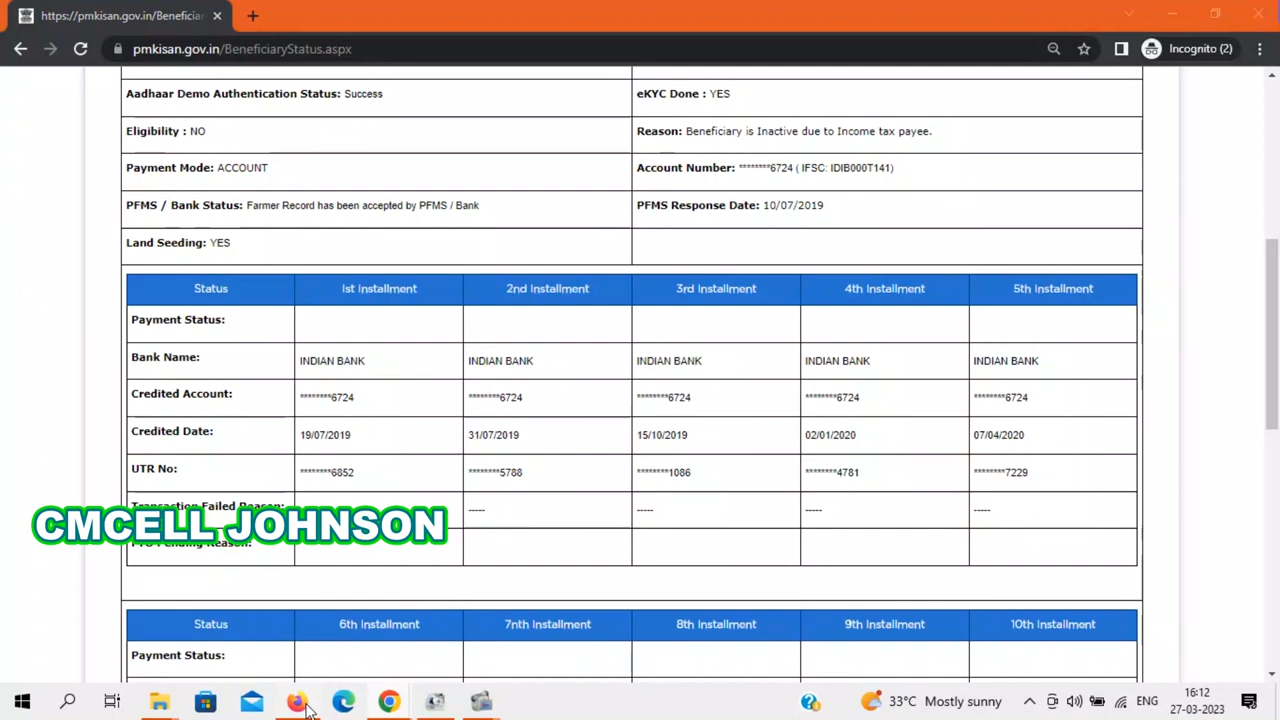 https://pmkisan.gov.in/Beneficiar
pmkisan.gov.in/BeneficiaryStatus.aspx
Incognito (2)
Aadhaar Demo Authentication Status: Success
eKYC Done : YES
Eligibility : NO
Reason: Beneficiary is Inactive due to Income tax payee.
Payment Mode: ACCOUNT
Account Number: ********6724 ( IFSC: IDIB000T141)
PFMS / Bank Status: Farmer Record has been accepted by PFMS / Bank
PFMS Response Date: 10/07/2019
Land Seeding: YES
Status 1st Installment 2nd Installment 3rd Installment 4th Installment 5th Installment
Payment Status:
Bank Name: INDIAN BANK INDIAN BANK INDIAN BANK INDIAN BANK INDIAN BANK
Credited Account: ********6724 ********6724 ********6724 ********6724 ********6724
Credited Date: 19/07/2019 31/07/2019 15/10/2019 02/01/2020 07/04/2020
UTR No: ********6852 ********5788 ********1086 ********4781 ********7229
Transaction Failed Reason: ----- ----- ----- -----
CMCELL JOHNSON
Pending Reason:
Status 6th Installment 7nth Installment 8th Installment 9th Installment 10th Installment
Payment Status:
33°C Mostly sunny
ENG
16:12
27-03-2023